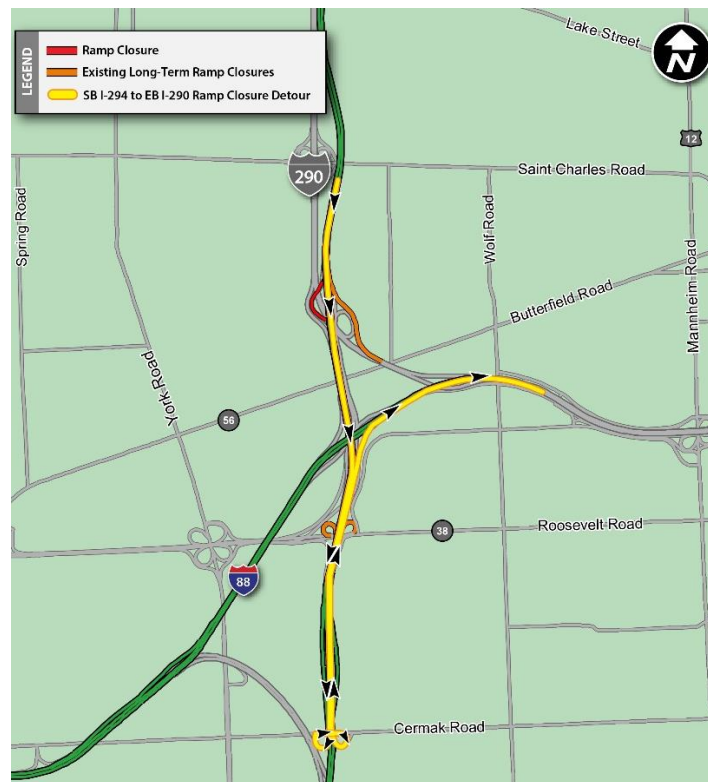 Lake Street
LEGEND
Ramp Closure
Existing Long-Term Ramp Closures
SB I-294 to EB I-290 Ramp Closure Detour
N
12
290
Saint Charles Road
Spring Road
Wolf Road
Mannheim Road
Butterfield Road
York Road
56
38
Roosevelt Road
88
Cermak Road